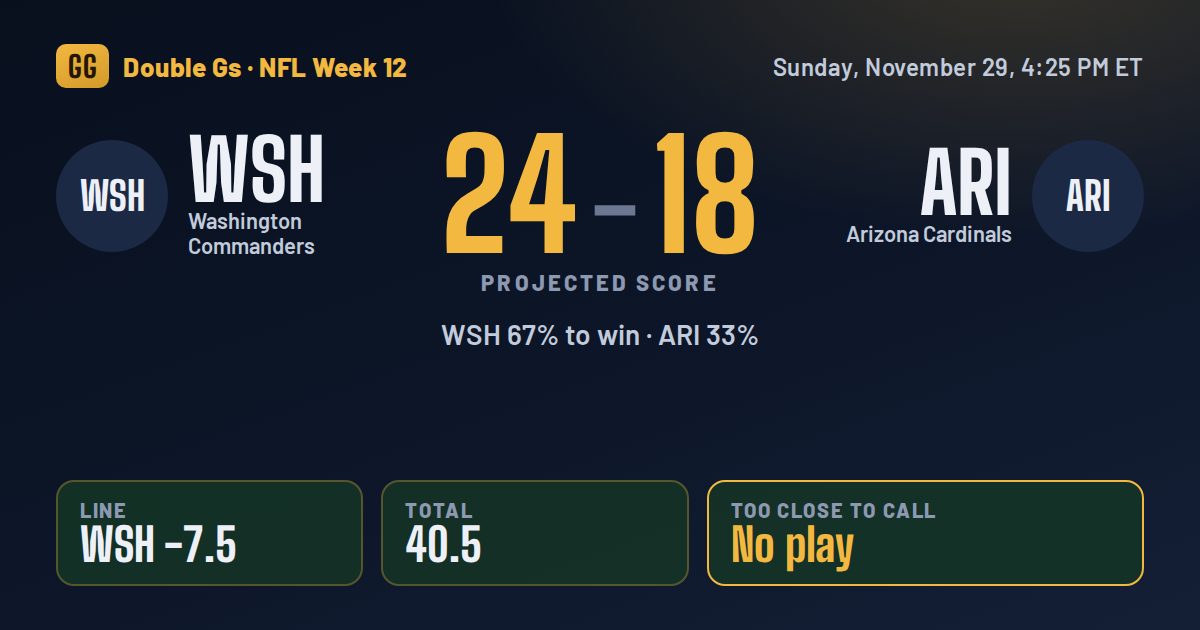 GG
Double Gs · NFL Week 12
Sunday, November 29, 4:25 PM ET
WSH
WSH
Washington
Commanders
24 – 18
PROJECTED SCORE
WSH 67% to win · ARI 33%
ARI
Arizona Cardinals
ARI
LINE
WSH −7.5
TOTAL
40.5
TOO CLOSE TO CALL
No play